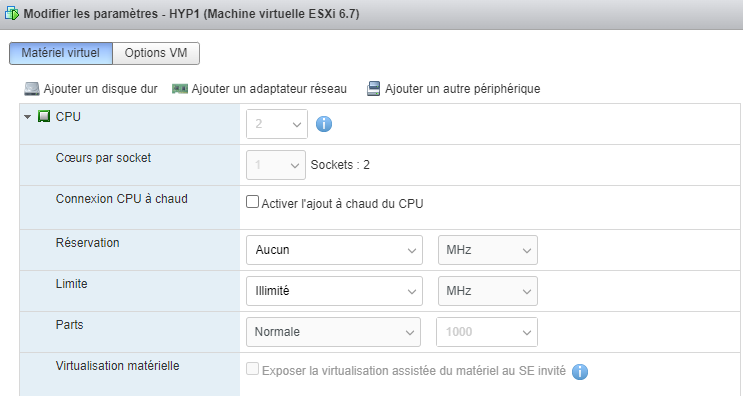 Modifier les paramètres - HYP1 (Machine virtuelle ESXi 6.7)
Matériel virtuel Options VM
Ajouter un disque dur Ajouter un adaptateur réseau Ajouter un autre périphérique
CPU 2
Cœurs par socket 1 Sockets : 2
Connexion CPU à chaud Activer l'ajout à chaud du CPU
Réservation Aucun MHz
Limite Illimité MHz
Parts Normale 1000
Virtualisation matérielle Exposer la virtualisation assistée du matériel au SE invité